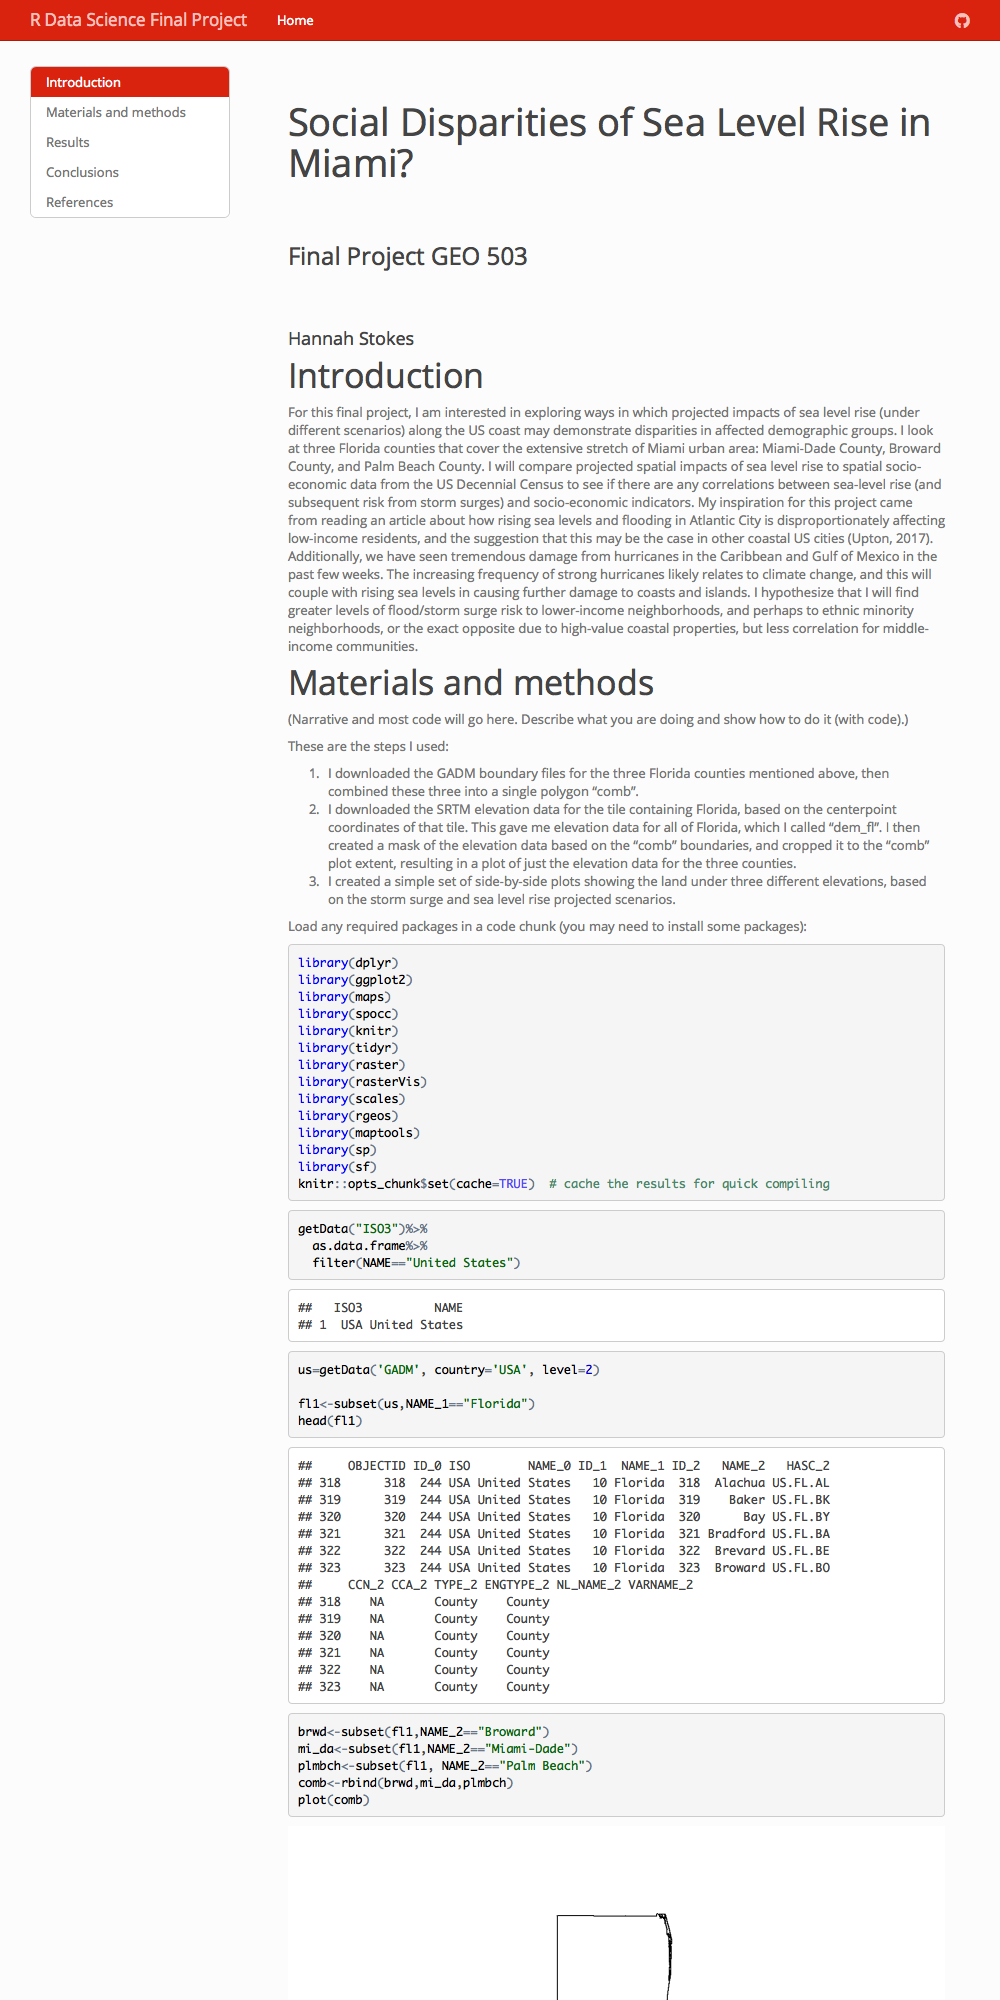 R Data Science Final Project Home
Introduction
Materials and methods
Results
Conclusions
References
Social Disparities of Sea Level Rise in
Miami?
Final Project GEO 503
Hannah Stokes
Introduction
For this final project, I am interested in exploring ways in which projected impacts of sea level rise (under
different scenarios) along the US coast may demonstrate disparities in affected demographic groups. I look
at three Florida counties that cover the extensive stretch of Miami urban area: Miami-Dade County, Broward
County, and Palm Beach County. I will compare projected spatial impacts of sea level rise to spatial socio-
economic data from the US Decennial Census to see if there are any correlations between sea-level rise (and
subsequent risk from storm surges) and socio-economic indicators. My inspiration for this project came
from reading an article about how rising sea levels and flooding in Atlantic City is disproportionately affecting
low-income residents, and the suggestion that this may be the case in other coastal US cities (Upton, 2017).
Additionally, we have seen tremendous damage from hurricanes in the Caribbean and Gulf of Mexico in the
past few weeks. The increasing frequency of strong hurricanes likely relates to climate change, and this will
couple with rising sea levels in causing further damage to coasts and islands. I hypothesize that I will find
greater levels of flood/storm surge risk to lower-income neighborhoods, and perhaps to ethnic minority
neighborhoods, or the exact opposite due to high-value coastal properties, but less correlation for middle-
income communities.
Materials and methods
(Narrative and most code will go here. Describe what you are doing and show how to do it (with code).)
These are the steps I used:
1. I downloaded the GADM boundary files for the three Florida counties mentioned above, then
combined these three into a single polygon “comb”.
2. I downloaded the SRTM elevation data for the tile containing Florida, based on the centerpoint
coordinates of that tile. This gave me elevation data for all of Florida, which I called “dem_fl”. I then
created a mask of the elevation data based on the “comb” boundaries, and cropped it to the “comb”
plot extent, resulting in a plot of just the elevation data for the three counties.
3. I created a simple set of side-by-side plots showing the land under three different elevations, based
on the storm surge and sea level rise projected scenarios.
Load any required packages in a code chunk (you may need to install some packages):
library(dplyr)
library(ggplot2)
library(maps)
library(spocc)
library(knitr)
library(tidyr)
library(raster)
library(rasterVis)
library(scales)
library(rgeos)
library(maptools)
library(sp)
library(sf)
knitr::opts_chunk$set(cache=TRUE)  # cache the results for quick compiling
getData("ISO3")%>%
  as.data.frame%>%
  filter(NAME=="United States")
##   ISO3          NAME
## 1  USA United States
us=getData('GADM', country='USA', level=2)
fl1<-subset(us,NAME_1=="Florida")
head(fl1)
##     OBJECTID ID_0 ISO        NAME_0 ID_1  NAME_1 ID_2   NAME_2   HASC_2
## 318      318  244 USA United States   10 Florida  318  Alachua US.FL.AL
## 319      319  244 USA United States   10 Florida  319    Baker US.FL.BK
## 320      320  244 USA United States   10 Florida  320      Bay US.FL.BY
## 321      321  244 USA United States   10 Florida  321 Bradford US.FL.BA
## 322      322  244 USA United States   10 Florida  322  Brevard US.FL.BE
## 323      323  244 USA United States   10 Florida  323  Broward US.FL.BO
##     CCN_2 CCA_2 TYPE_2 ENGTYPE_2 NL_NAME_2 VARNAME_2
## 318    NA       County    County
## 319    NA       County    County
## 320    NA       County    County
## 321    NA       County    County
## 322    NA       County    County
## 323    NA       County    County
brwd<-subset(fl1,NAME_2=="Broward")
mi_da<-subset(fl1,NAME_2=="Miami-Dade")
plmbch<-subset(fl1, NAME_2=="Palm Beach")
comb<-rbind(brwd,mi_da,plmbch)
plot(comb)